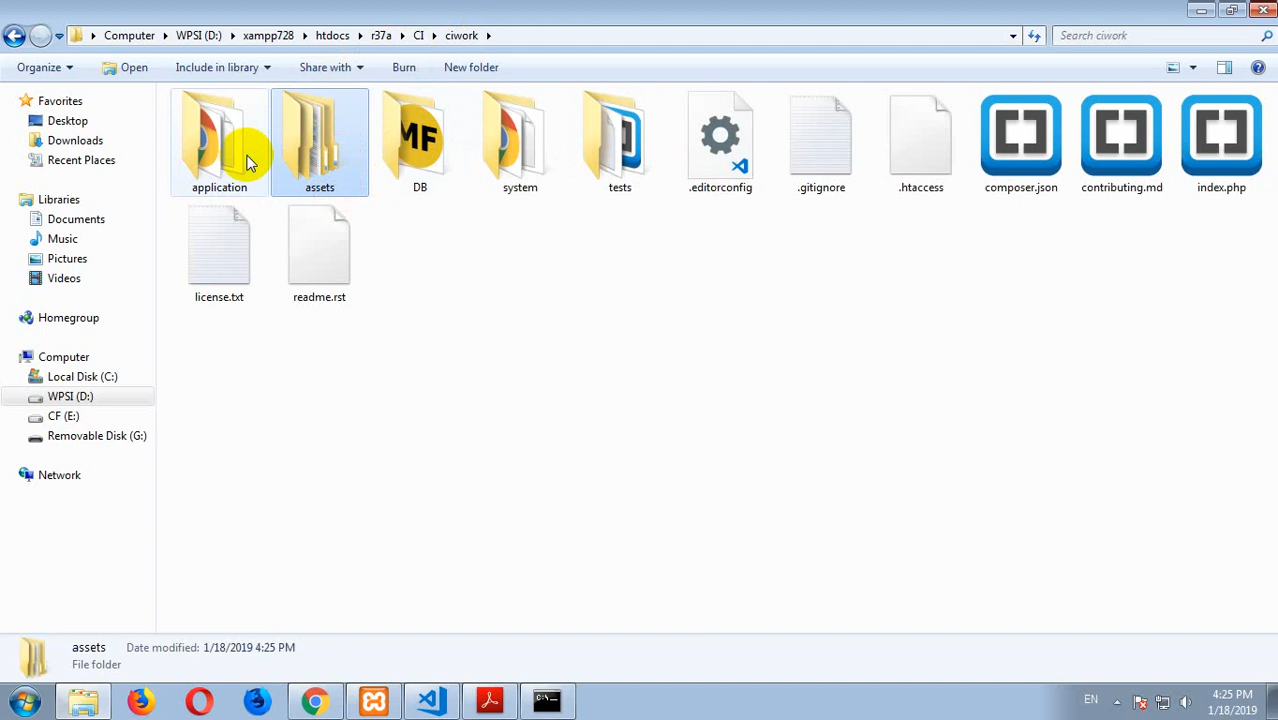 Computer WPSI (D:) xampp728 htdocs r37a CI ciwork Search ciwork
Organize Open Include in library Share with Burn New folder
Favorites
Desktop
Downloads
Recent Places
Libraries
Documents
Music
Pictures
Videos
Homegroup
Computer
Local Disk (C:)
WPSI (D:)
CF (E:)
Removable Disk (G:)
Network
MF
application assets DB system tests .editorconfig .gitignore .htaccess composer.json contributing.md index.php
license.txt readme.rst
assets Date modified: 1/18/2019 4:25 PM
File folder
EN 4:25 PM
1/18/2019